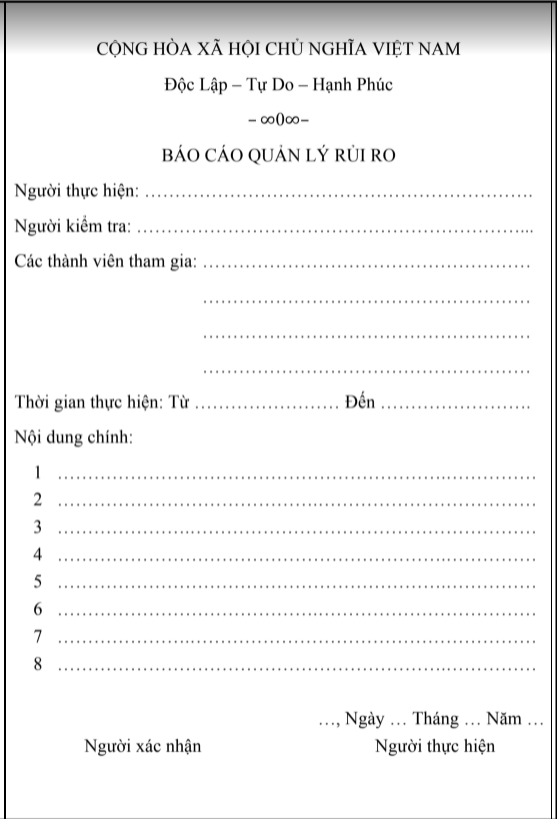 CỘNG HÒA XÃ HỘI CHỦ NGHĨA VIỆT NAM
Độc Lập – Tự Do – Hạnh Phúc
– ∞0∞–
BÁO CÁO QUẢN LÝ RỦI RO
Người thực hiện: ……………………………………………………
Người kiểm tra: ……………………………………………………...
Các thành viên tham gia: ……………………………………………
……………………………………………
……………………………………………
……………………………………………
Thời gian thực hiện: Từ …………………. Đến …………………..
Nội dung chính:
1 …………………………………………………………………
2 …………………………………………………………………
3 …………………………………………………………………
4 …………………………………………………………………
5 …………………………………………………………………
6 …………………………………………………………………
7 …………………………………………………………………
8 …………………………………………………………………
…, Ngày … Tháng … Năm …
Người xác nhận Người thực hiện